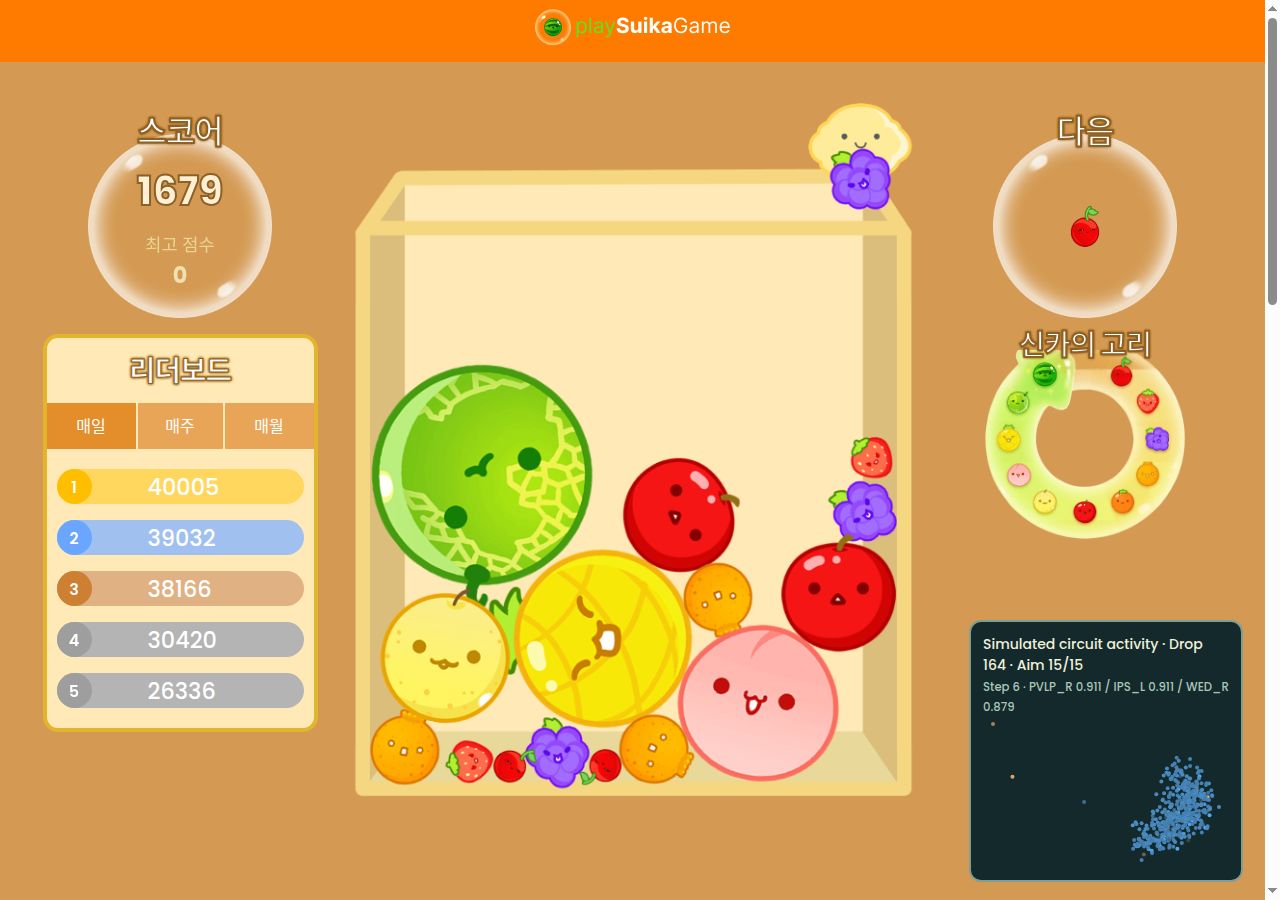 playSuikaGame
스코어
1679
최고 점수
0
다음
리더보드
매일 매주 매월
1 40005
2 39032
3 38166
4 30420
5 26336
신카의 고리
Simulated circuit activity · Drop
164 · Aim 15/15
Step 6 · PVLP_R 0.911 / IPS_L 0.911 / WED_R
0.879